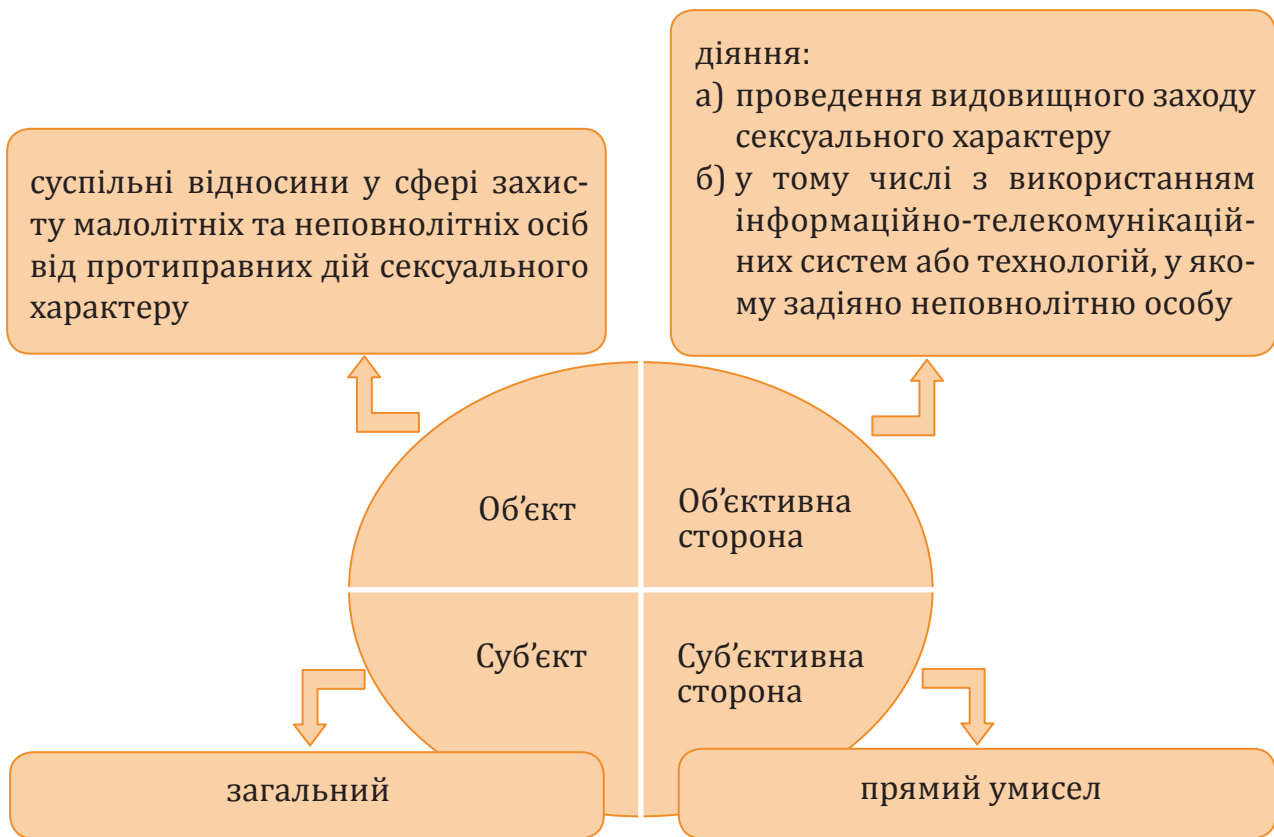 суспільні відносини у сфері захис-
ту малолітніх та неповнолітніх осіб
від протиправних дій сексуального
характеру
діяння:
а) проведення видовищного заходу
сексуального характеру
б) у тому числі з використанням
інформаційно-телекомунікацій-
них систем або технологій, у яко-
му задіяно неповнолітню особу
Об’єкт
Об’єктивна
сторона
Суб’єкт
Суб’єктивна
сторона
загальний
прямий умисел